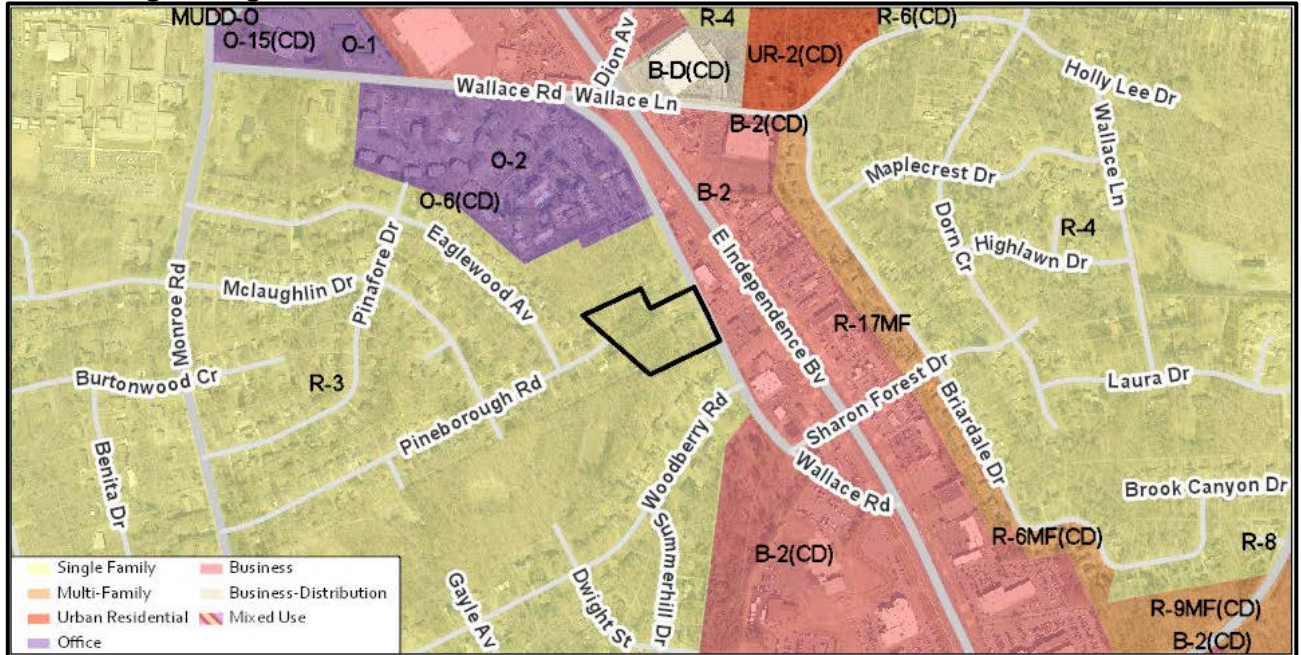 MUDD-O
O-15(CD)
O-1
R-4
R-6(CD)
Dion Av
B-D(CD)
UR-2(CD)
Wallace Rd
Wallace Ln
Holly Lee Dr
B-2(CD)
Wallace Ln
O-2
Maplecrest Dr
O-6(CD)
B-2
Dorn Cr
R-4
Highlawn Dr
Pinafore Dr
Eaglewood Av
E Independence Bv
Monroe Rd
Mclaughlin Dr
R-17MF
Burtonwood Cr
R-3
Sharon Forest Dr
Laura Dr
Pineborough Rd
Briardale Dr
Benita Dr
Woodberry Rd
Wallace Rd
Brook Canyon Dr
Summerhill Dr
R-6MF(CD)
R-8
B-2(CD)
Gayle Av
Dwight St
R-9MF(CD)
B-2(CD)
Single Family
Multi-Family
Urban Residential
Office
Business
Business-Distribution
Mixed Use